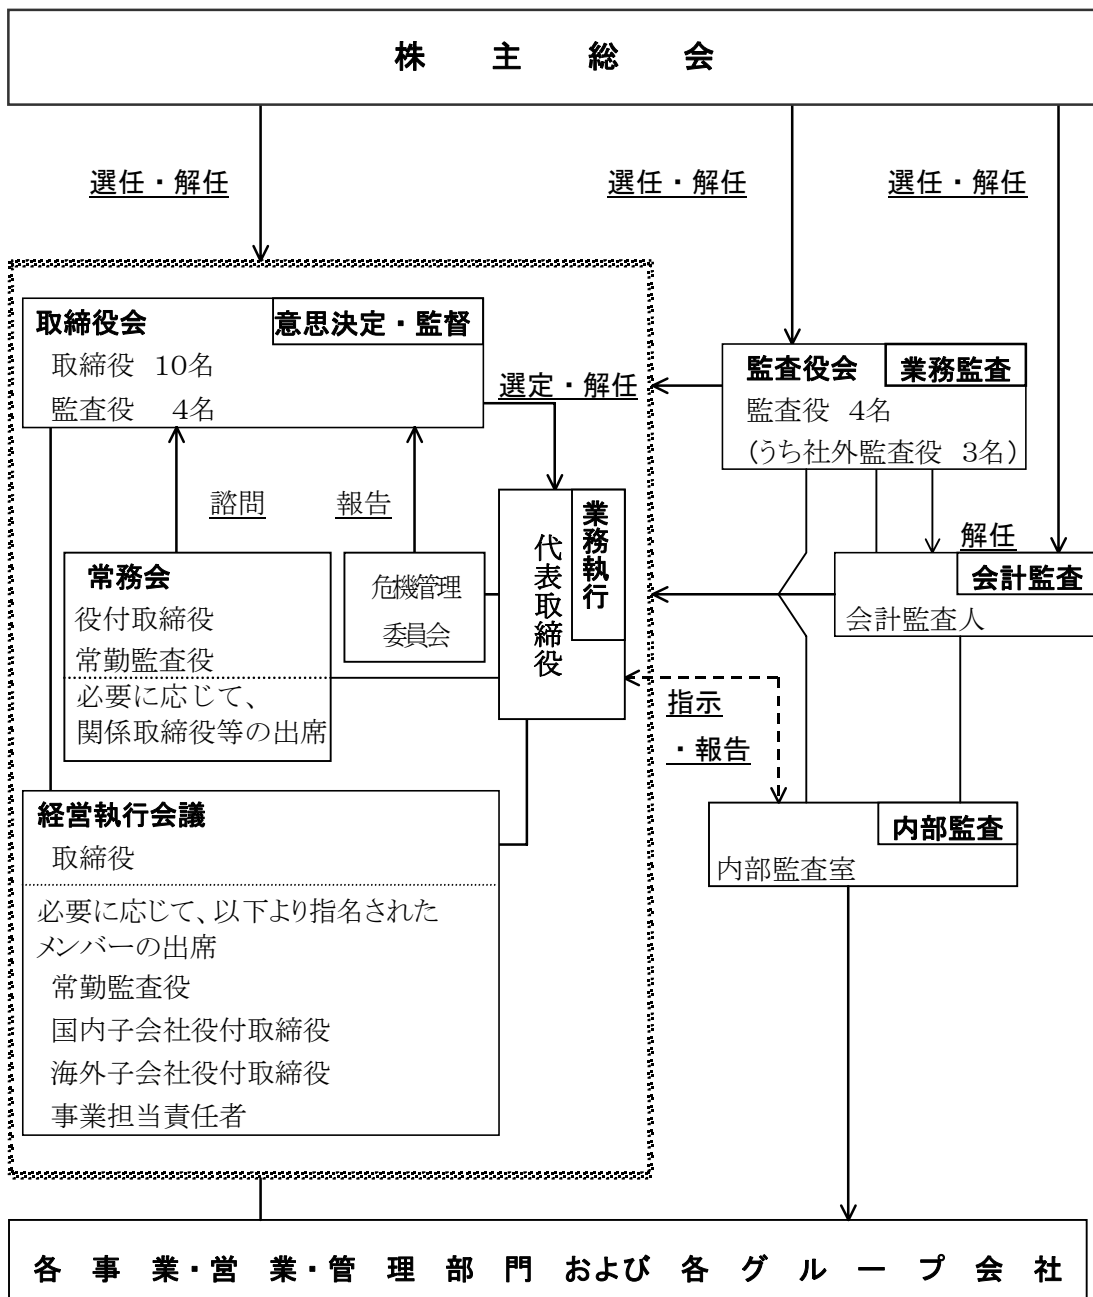 株主総会
選任・解任
選任・解任
選任・解任
取締役会
意思決定・監督
取締役 10名
監査役 4名
選定・解任
監査役会
業務監査
監査役 4名
(うち社外監査役 3名)
諮問
報告
業務執行
代表取締役
解任
会計監査
会計監査人
常務会
役付取締役
常勤監査役
必要に応じて、
関係取締役等の出席
危機管理
委員会
指示
・報告
経営執行会議
取締役
必要に応じて、以下より指名された
メンバーの出席
常勤監査役
国内子会社役付取締役
海外子会社役付取締役
事業担当責任者
内部監査
内部監査室
各事業・営業・管理部門および各グループ会社